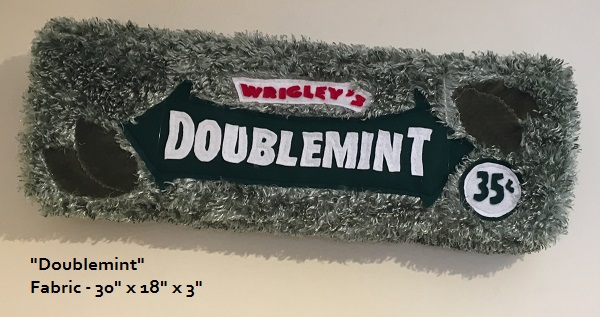 WRIGLEY'S
DOUBLEMINT
35¢
"Doublemint"
Fabric - 30" x 18" x 3"